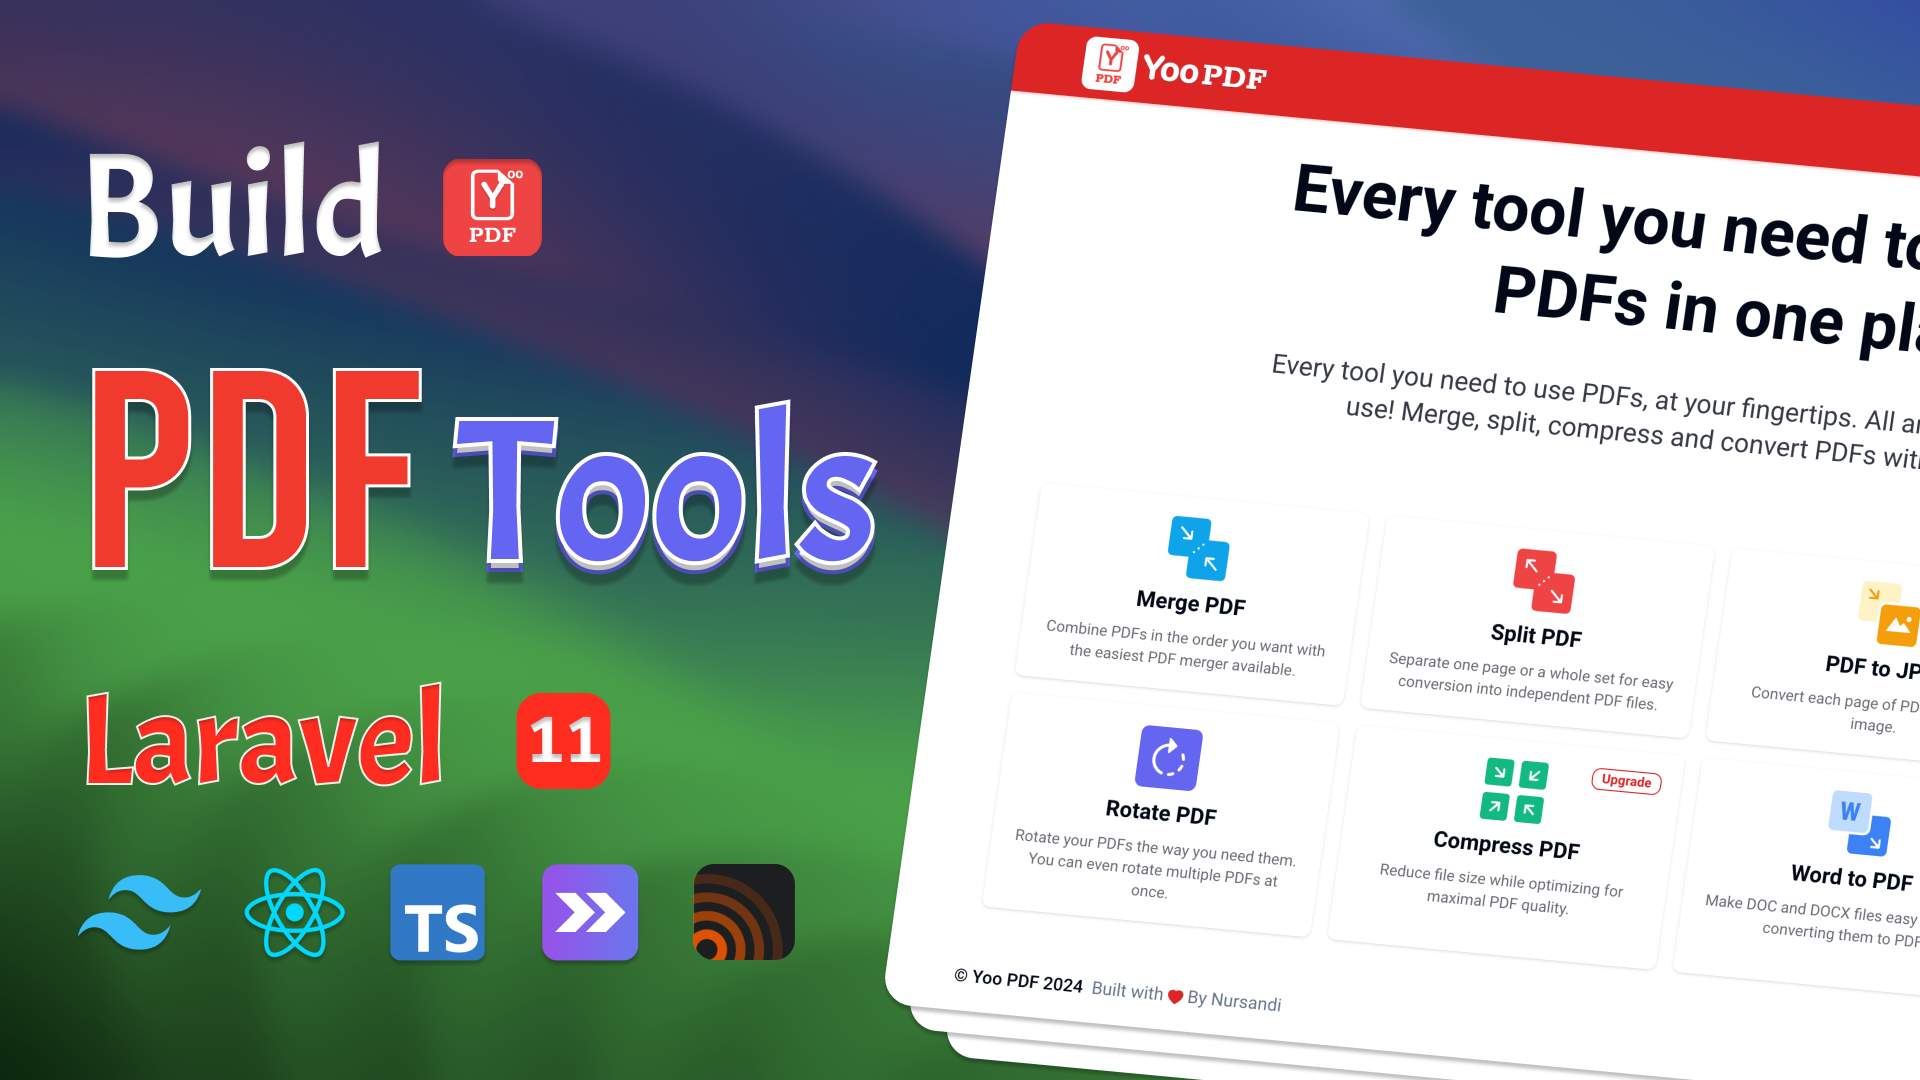 Build
Y oo
PDF
PDF Tools
Laravel 11
TS
Y oo
PDF
Yoo PDF
Every tool you need to
PDFs in one pla
Every tool you need to use PDFs, at your fingertips. All ar
use! Merge, split, compress and convert PDFs with
Merge PDF
Combine PDFs in the order you want with
the easiest PDF merger available.
Split PDF
Separate one page or a whole set for easy
conversion into independent PDF files.
PDF to JP
Convert each page of PD
image.
Rotate PDF
Rotate your PDFs the way you need them.
You can even rotate multiple PDFs at
once.
Upgrade
Compress PDF
Reduce file size while optimizing for
maximal PDF quality.
W
Word to PDF
Make DOC and DOCX files easy
converting them to PDF
© Yoo PDF 2024 Built with By Nursandi